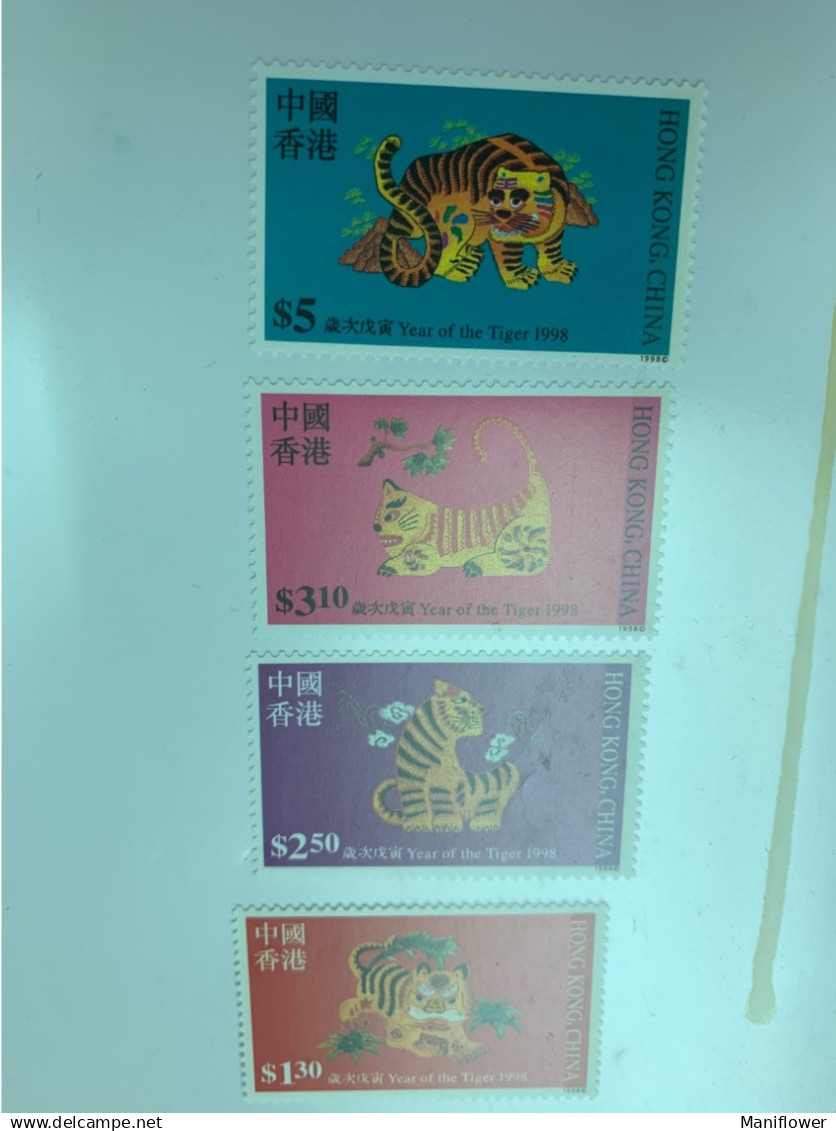 中國
香港
HONG KONG, CHINA
$5 歲次戊寅 Year of the Tiger 1998
1998©
中國
香港
HONG KONG, CHINA
$3.10 歲次戊寅 Year of the Tiger 1998
1998©
中國
香港
HONG KONG, CHINA
$2.50 歲次戊寅 Year of the Tiger 1998
1998©
中國
香港
HONG KONG, CHINA
$1.30 歲次戊寅 Year of the Tiger 1998
1998©
delcampe.net
Maniflower